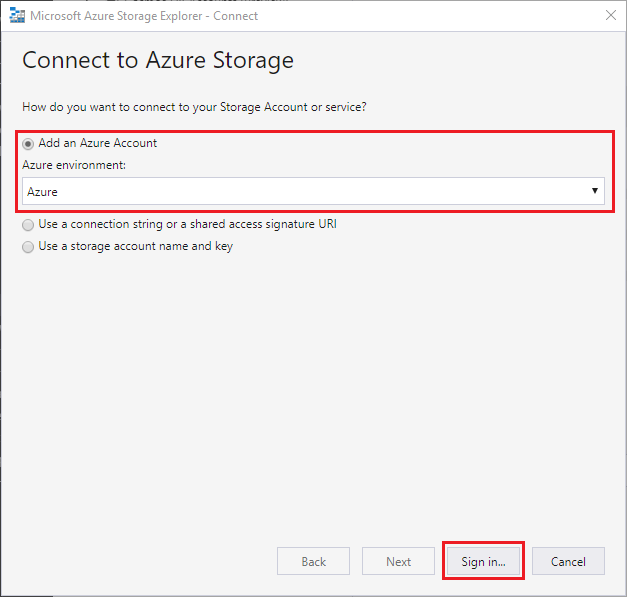 Microsoft Azure Storage Explorer - Connect
Connect to Azure Storage
How do you want to connect to your Storage Account or service?
Add an Azure Account
Azure environment:
Azure
Use a connection string or a shared access signature URI
Use a storage account name and key
Back Next Sign in... Cancel